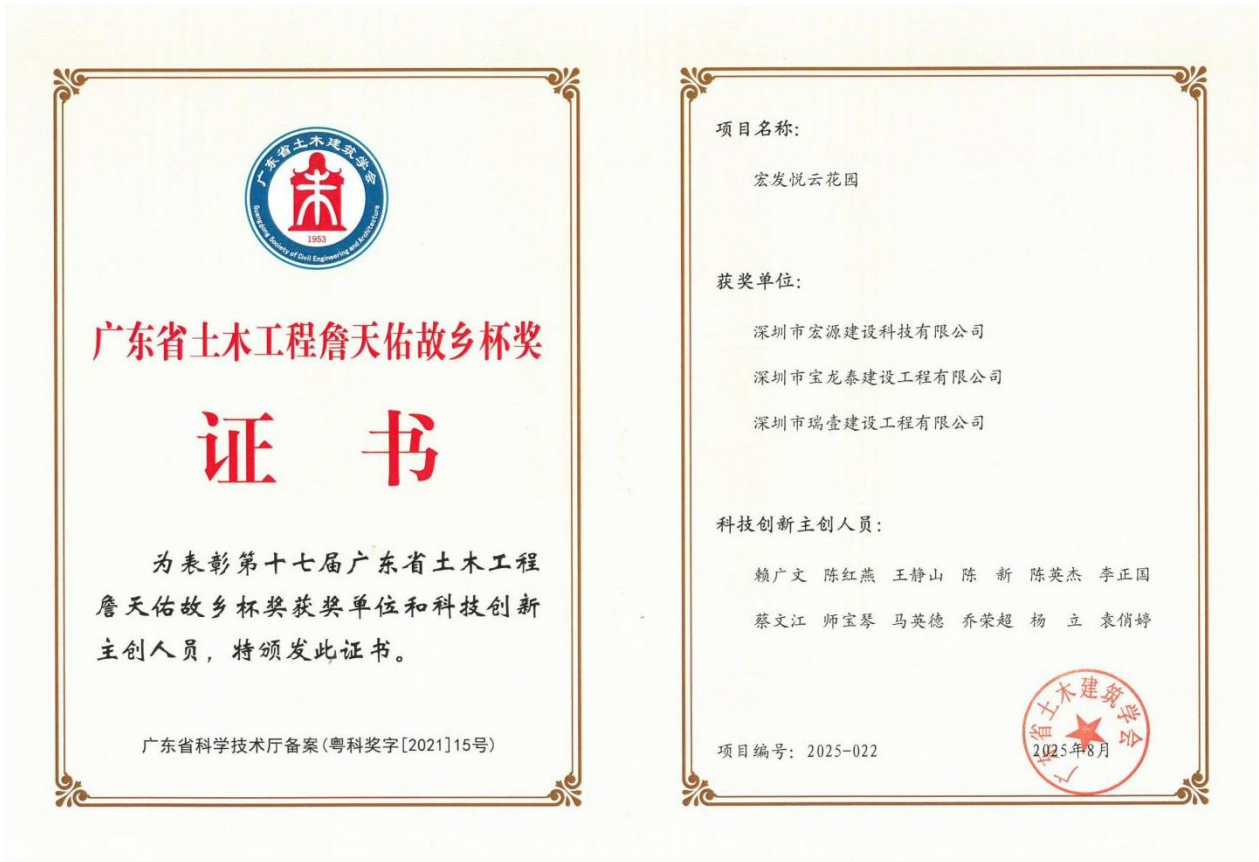 广东省土木建筑学会
1953
Guangdong Society of Civil Engineering and Architecture
广东省土木工程詹天佑故乡杯奖
证 书
为表彰第十七届广东省土木工程
詹天佑故乡杯奖获奖单位和科技创新
主创人员，特颁发此证书。
广东省科学技术厅备案(粤科奖字[2021]15号)
项目名称：
宏发悦云花园
获奖单位：
深圳市宏源建设科技有限公司
深圳市宝龙泰建设工程有限公司
深圳市瑞壹建设工程有限公司
科技创新主创人员：
赖广文 陈红燕 王静山 陈 新 陈英杰 李正国
蔡文江 师宝琴 马英德 乔荣超 杨 立 袁俏婷
广东省土木建筑学会
项目编号：2025-022
2025年8月